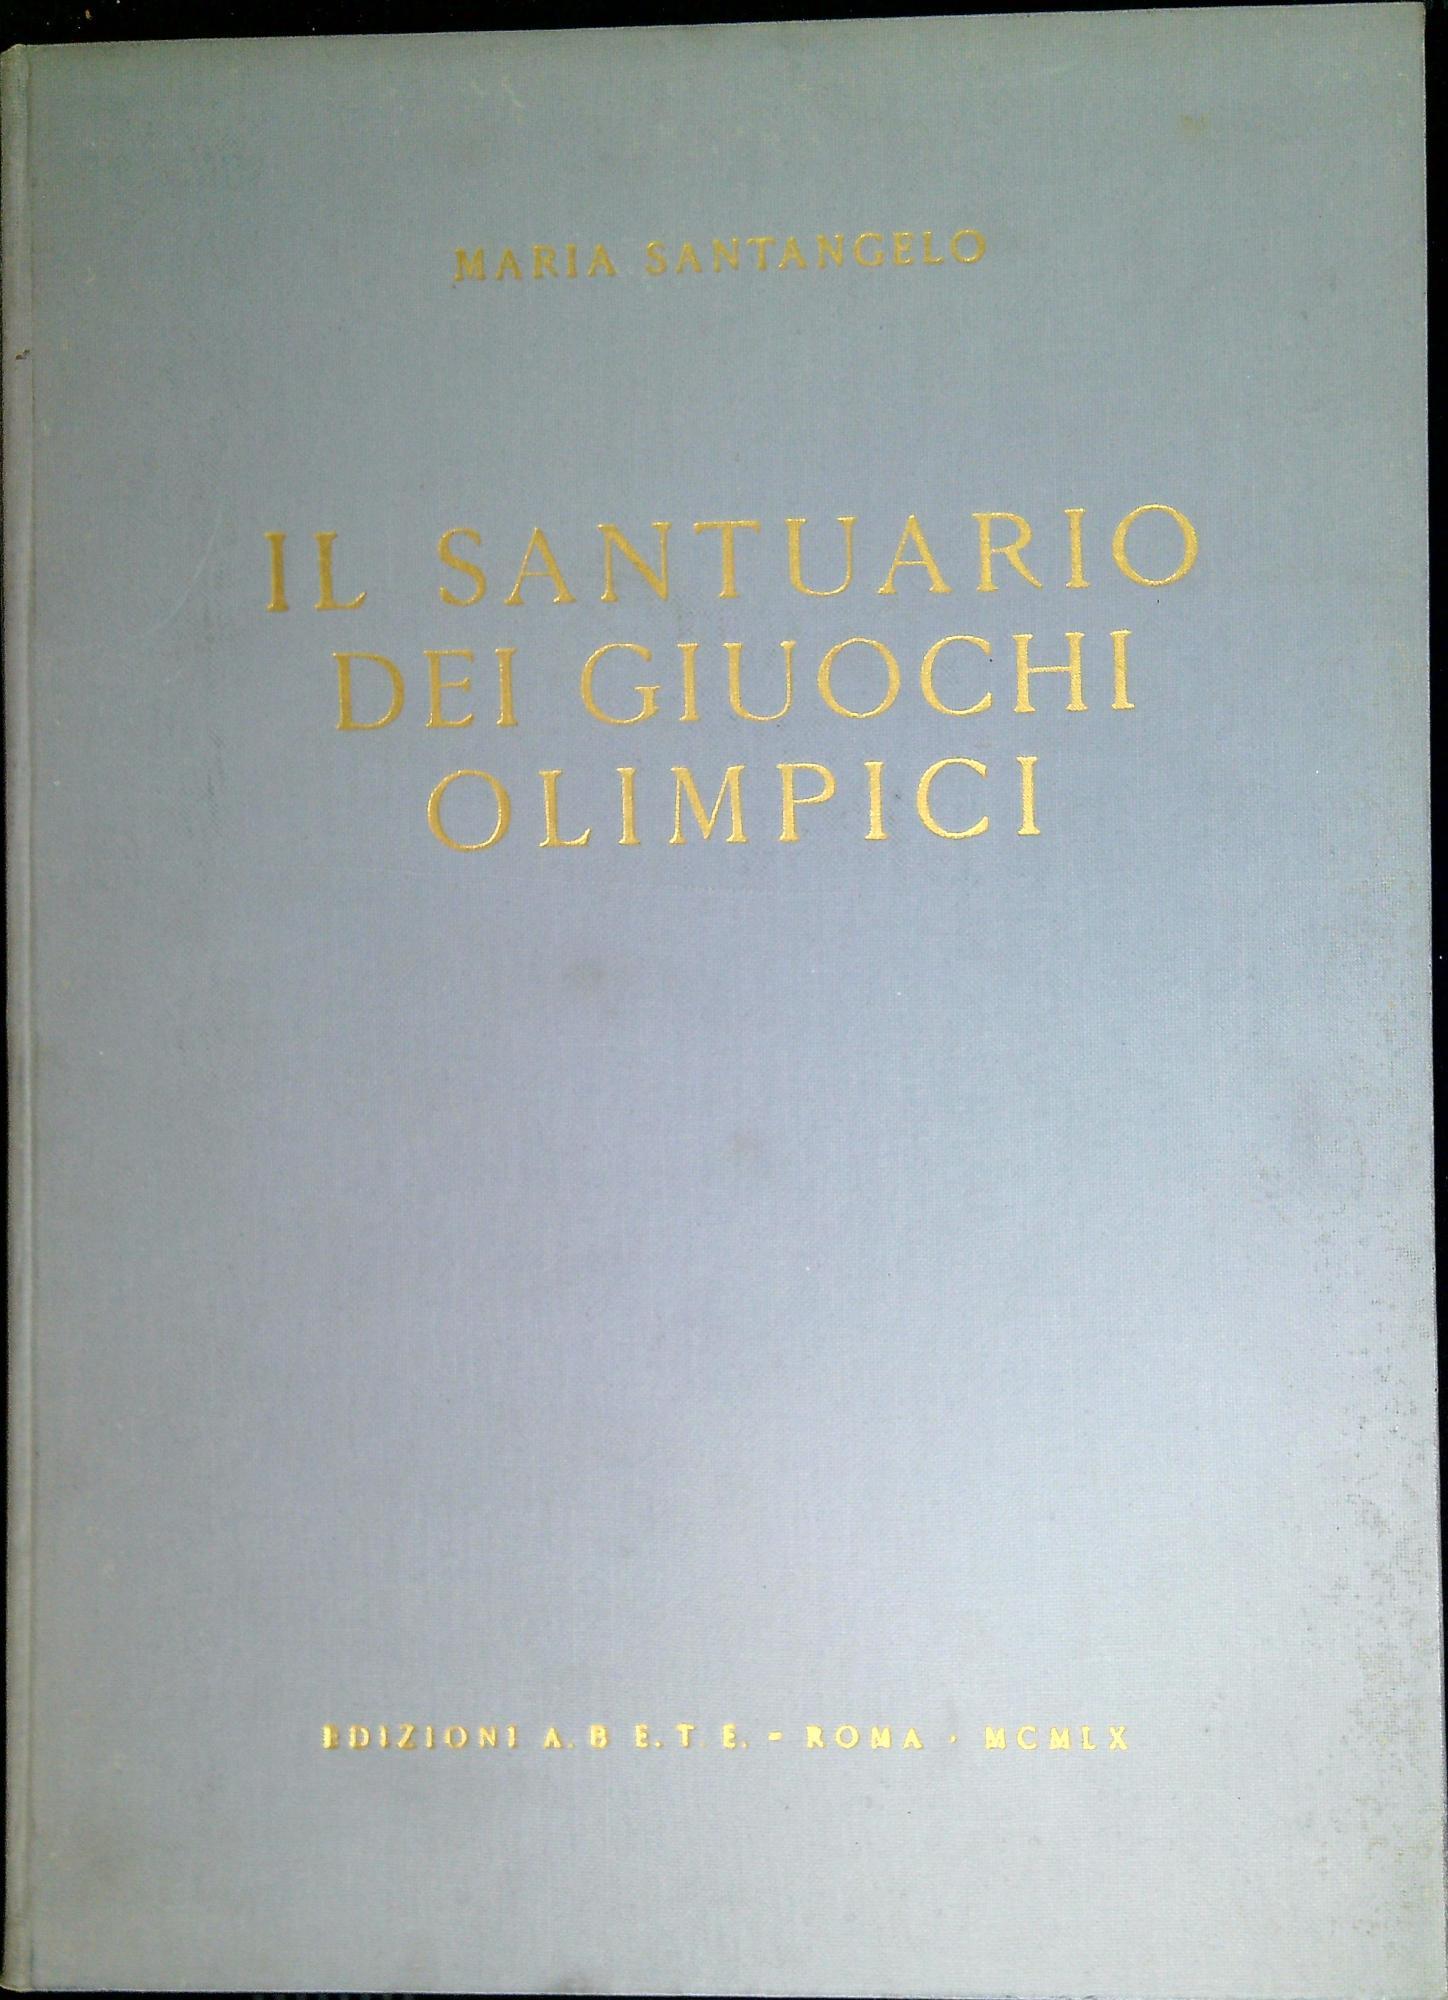 MARIA SANTANGELO
IL SANTUARIO
DEI GIUOCHI
OLIMPICI
EDIZIONI A. B E. T. E. - ROMA · MCMLX